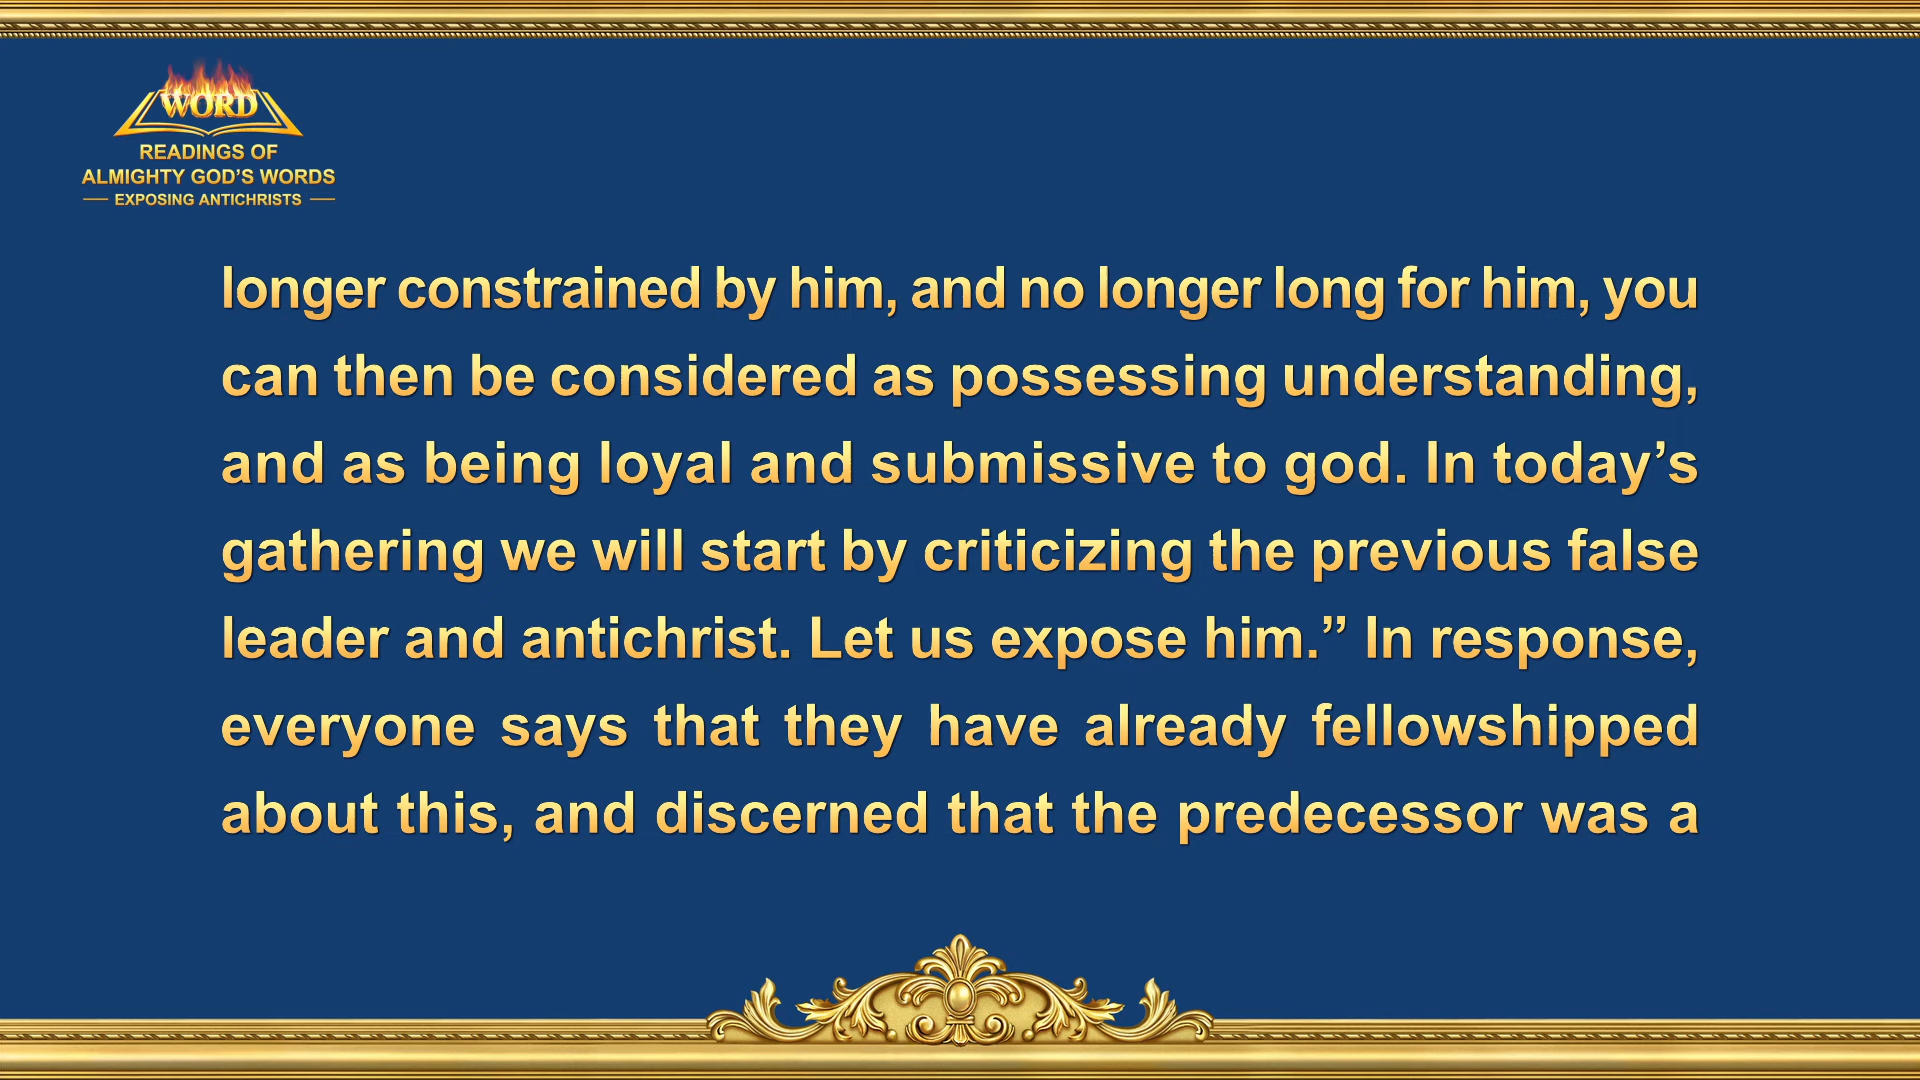 WORD
READINGS OF
ALMIGHTY GOD’S WORDS
EXPOSING ANTICHRISTS
longer constrained by him, and no longer long for him, you
can then be considered as possessing understanding,
and as being loyal and submissive to god. In today’s
gathering we will start by criticizing the previous false
leader and antichrist. Let us expose him.” In response,
everyone says that they have already fellowshipped
about this, and discerned that the predecessor was a